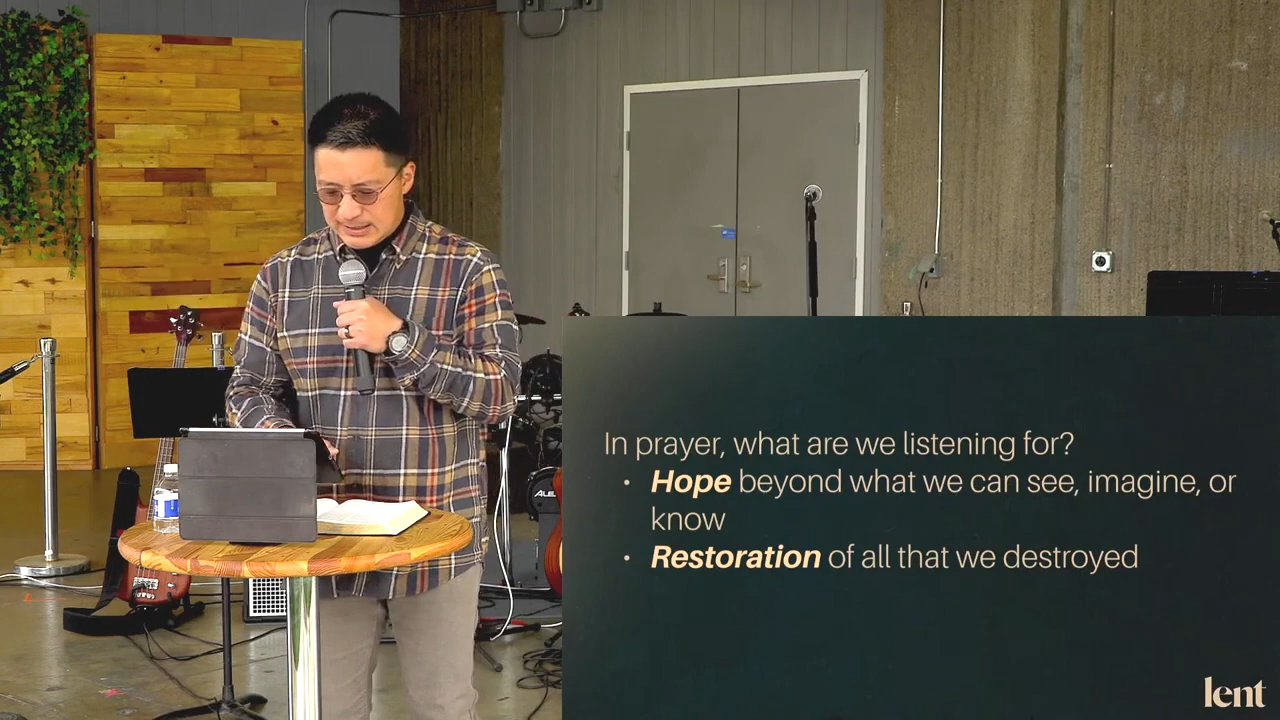 In prayer, what are we listening for?
• Hope beyond what we can see, imagine, or
know
• Restoration of all that we destroyed
lent